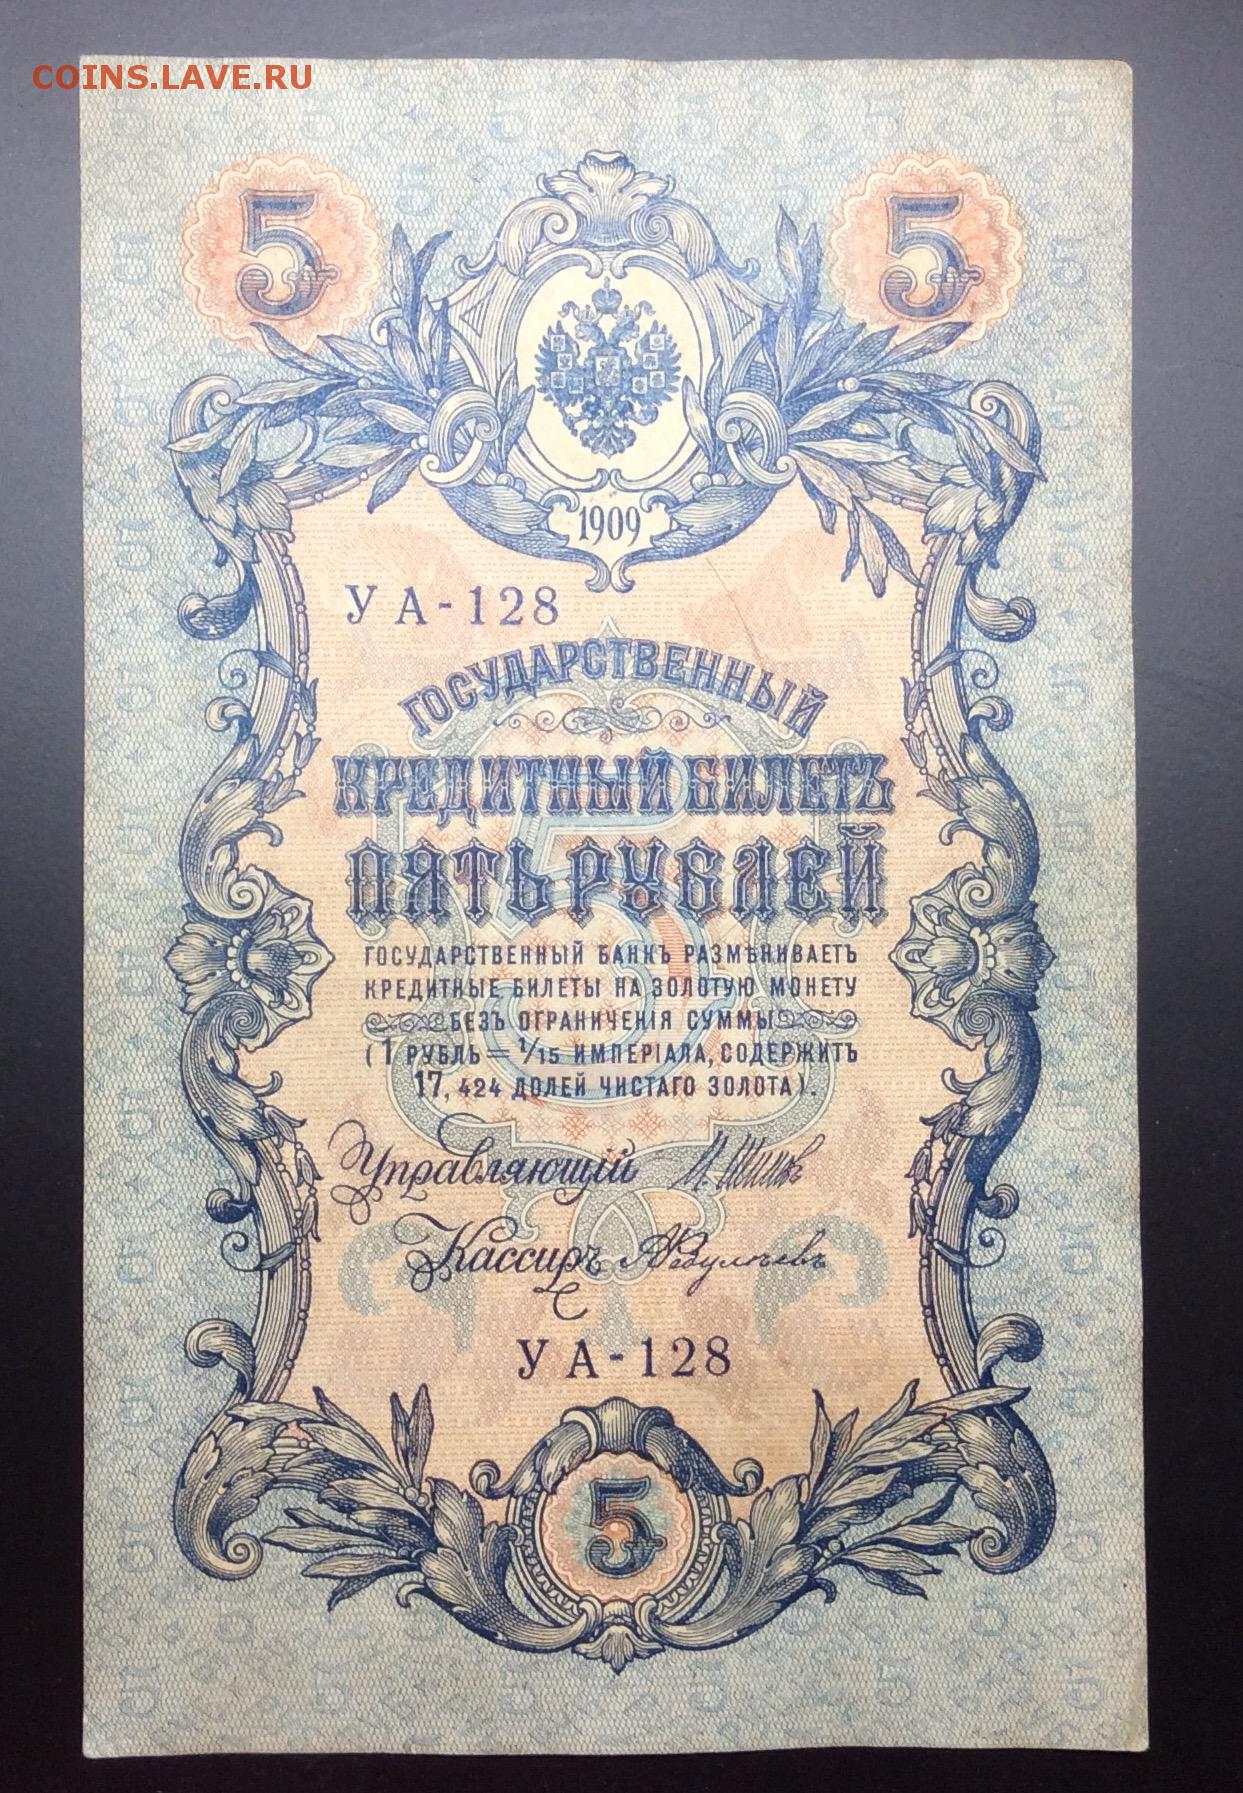 COINS.LAVE.RU
5 5
1909
УА-128
ГОСУДАРСТВЕННЫЙ
КРЕДИТНЫЙ БИЛЕТЪ
ПЯТЬ РУБЛЕЙ
ГОСУДАРСТВЕННЫЙ БАНКЪ РАЗМѢНИВАЕТЪ
КРЕДИТНЫЕ БИЛЕТЫ НА ЗОЛОТУЮ МОНЕТУ
БЕЗЪ ОГРАНИЧЕНІЯ СУММЫ
(1 РУБЛЬ = 1/15 ИМПЕРІАЛА, СОДЕРЖИТЪ
17,424 ДОЛЕЙ ЧИСТАГО ЗОЛОТА).
Управляющій И. Шипов
Кассиръ
УА-128
5